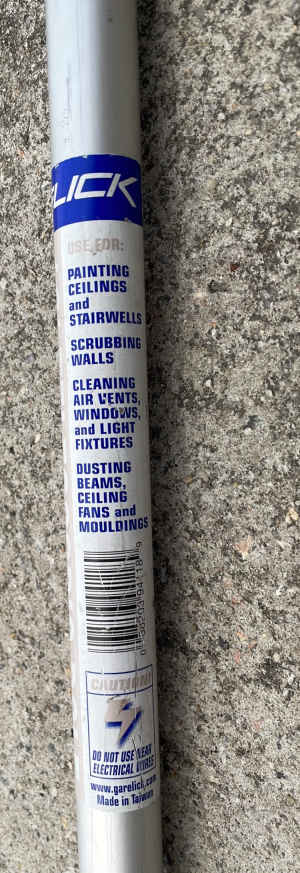 LICK
USE FOR:
PAINTING
CEILINGS
and
STAIRWELLS
SCRUBBING
WALLS
CLEANING
AIR VENTS,
WINDOWS,
and LIGHT
FIXTURES
DUSTING
BEAMS,
CEILING
FANS and
MOULDINGS
CAUTION!
DO NOT USE NEAR
ELECTRICAL WIRES
www.garelick.com
Made in Taiwan